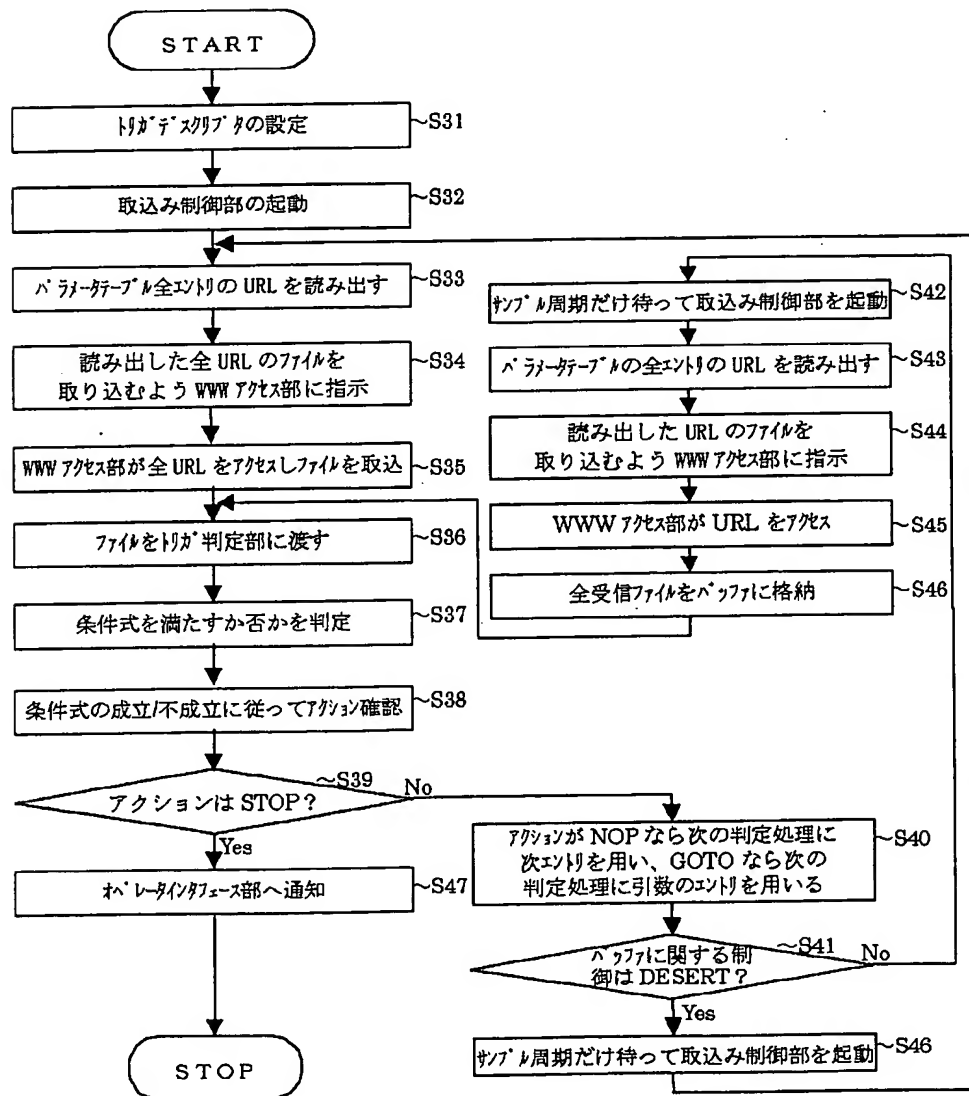 START
トリガデスクリプタの設定
~S31
取込み制御部の起動
~S32
パラメータテーブル全エントリの URL を読み出す
~S33
読み出した全 URL のファイルを
取り込むよう WWW アクセス部に指示
~S34
WWW アクセス部が全 URL をアクセスしファイルを取込
~S35
ファイルをトリガ判定部に渡す
~S36
条件式を満たすか否かを判定
~S37
条件式の成立/不成立に従ってアクション確認
~S38
アクションは STOP？
~S39
No
Yes
オペレータインタフェース部へ通知
~S47
STOP
サンプル周期だけ待って取込み制御部を起動
~S42
パラメータテーブルの全エントリの URL を読み出す
~S43
読み出した URL のファイルを
取り込むよう WWW アクセス部に指示
~S44
WWW アクセス部が URL をアクセス
~S45
全受信ファイルをバッファに格納
~S46
アクションが NOP なら次の判定処理に
次エントリを用い、GOTO なら次の
判定処理に引数のエントリを用いる
~S40
バッファに関する制
御は DESERT？
~S41
No
Yes
サンプル周期だけ待って取込み制御部を起動
~S46